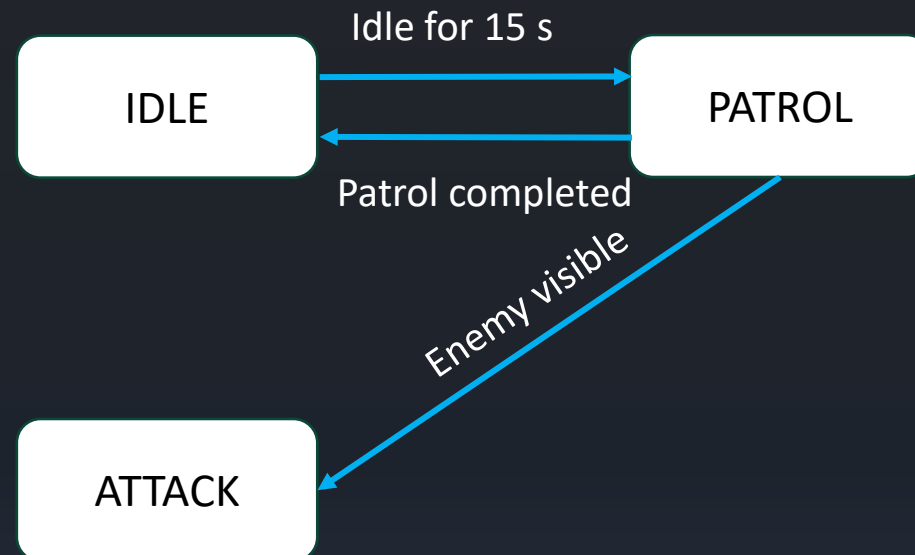 Idle for 15 s
IDLE
PATROL
Patrol completed
Enemy visible
ATTACK